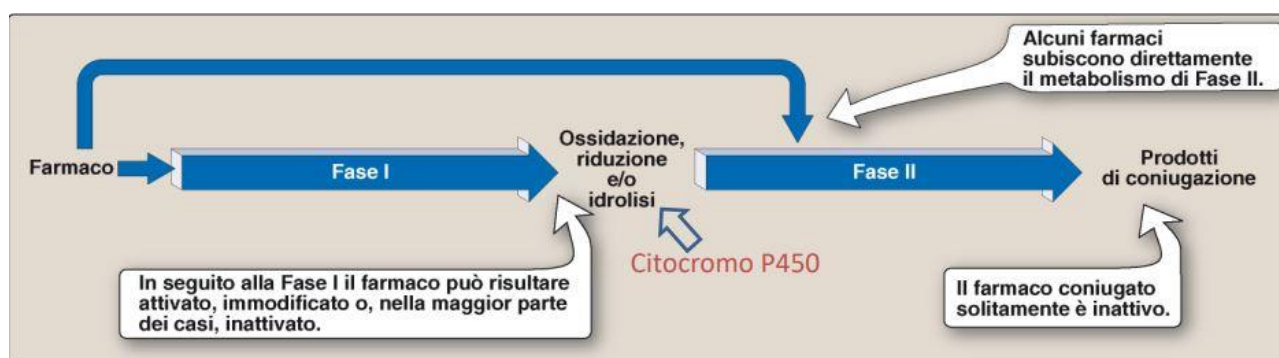 Alcuni farmaci
subiscono direttamente
il metabolismo di Fase II.
Farmaco
Fase I
Ossidazione,
riduzione
e/o
idrolisi
Fase II
Prodotti
di coniugazione
Citocromo P450
In seguito alla Fase I il farmaco può risultare
attivato, immodificato o, nella maggior parte
dei casi, inattivato.
Il farmaco coniugato
solitamente è inattivo.